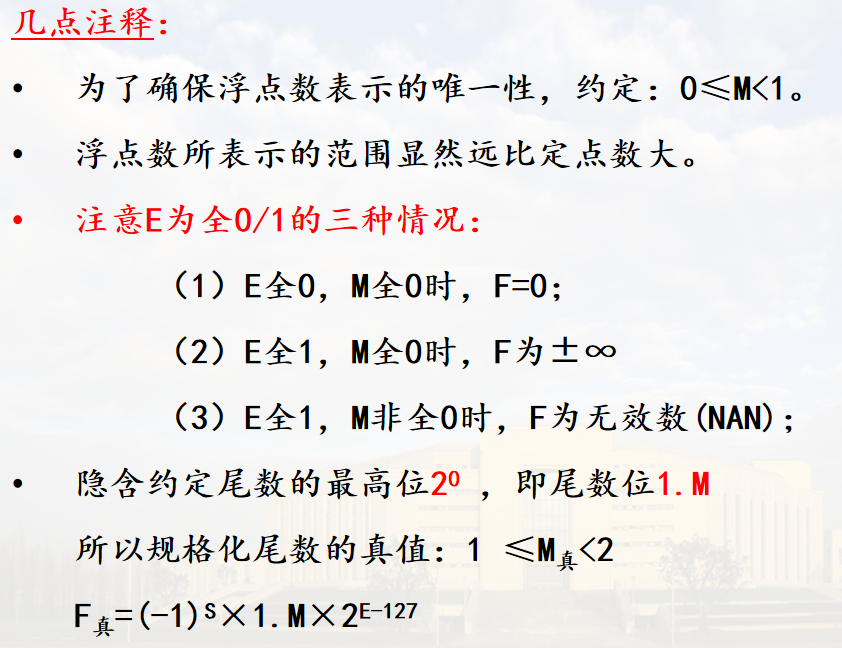 几点注释：
• 为了确保浮点数表示的唯一性，约定：0≤M<1。
• 浮点数所表示的范围显然远比定点数大。
• 注意E为全0/1的三种情况：
（1）E全0，M全0时，F=0；
（2）E全1，M全0时，F为±∞
（3）E全1，M非全0时，F为无效数(NAN)；
• 隐含约定尾数的最高位2⁰ ，即尾数位1.M
所以规格化尾数的真值：1 ≤M真<2
F真=(-1)ˢ×1.M×2ᴱ⁻¹²⁷